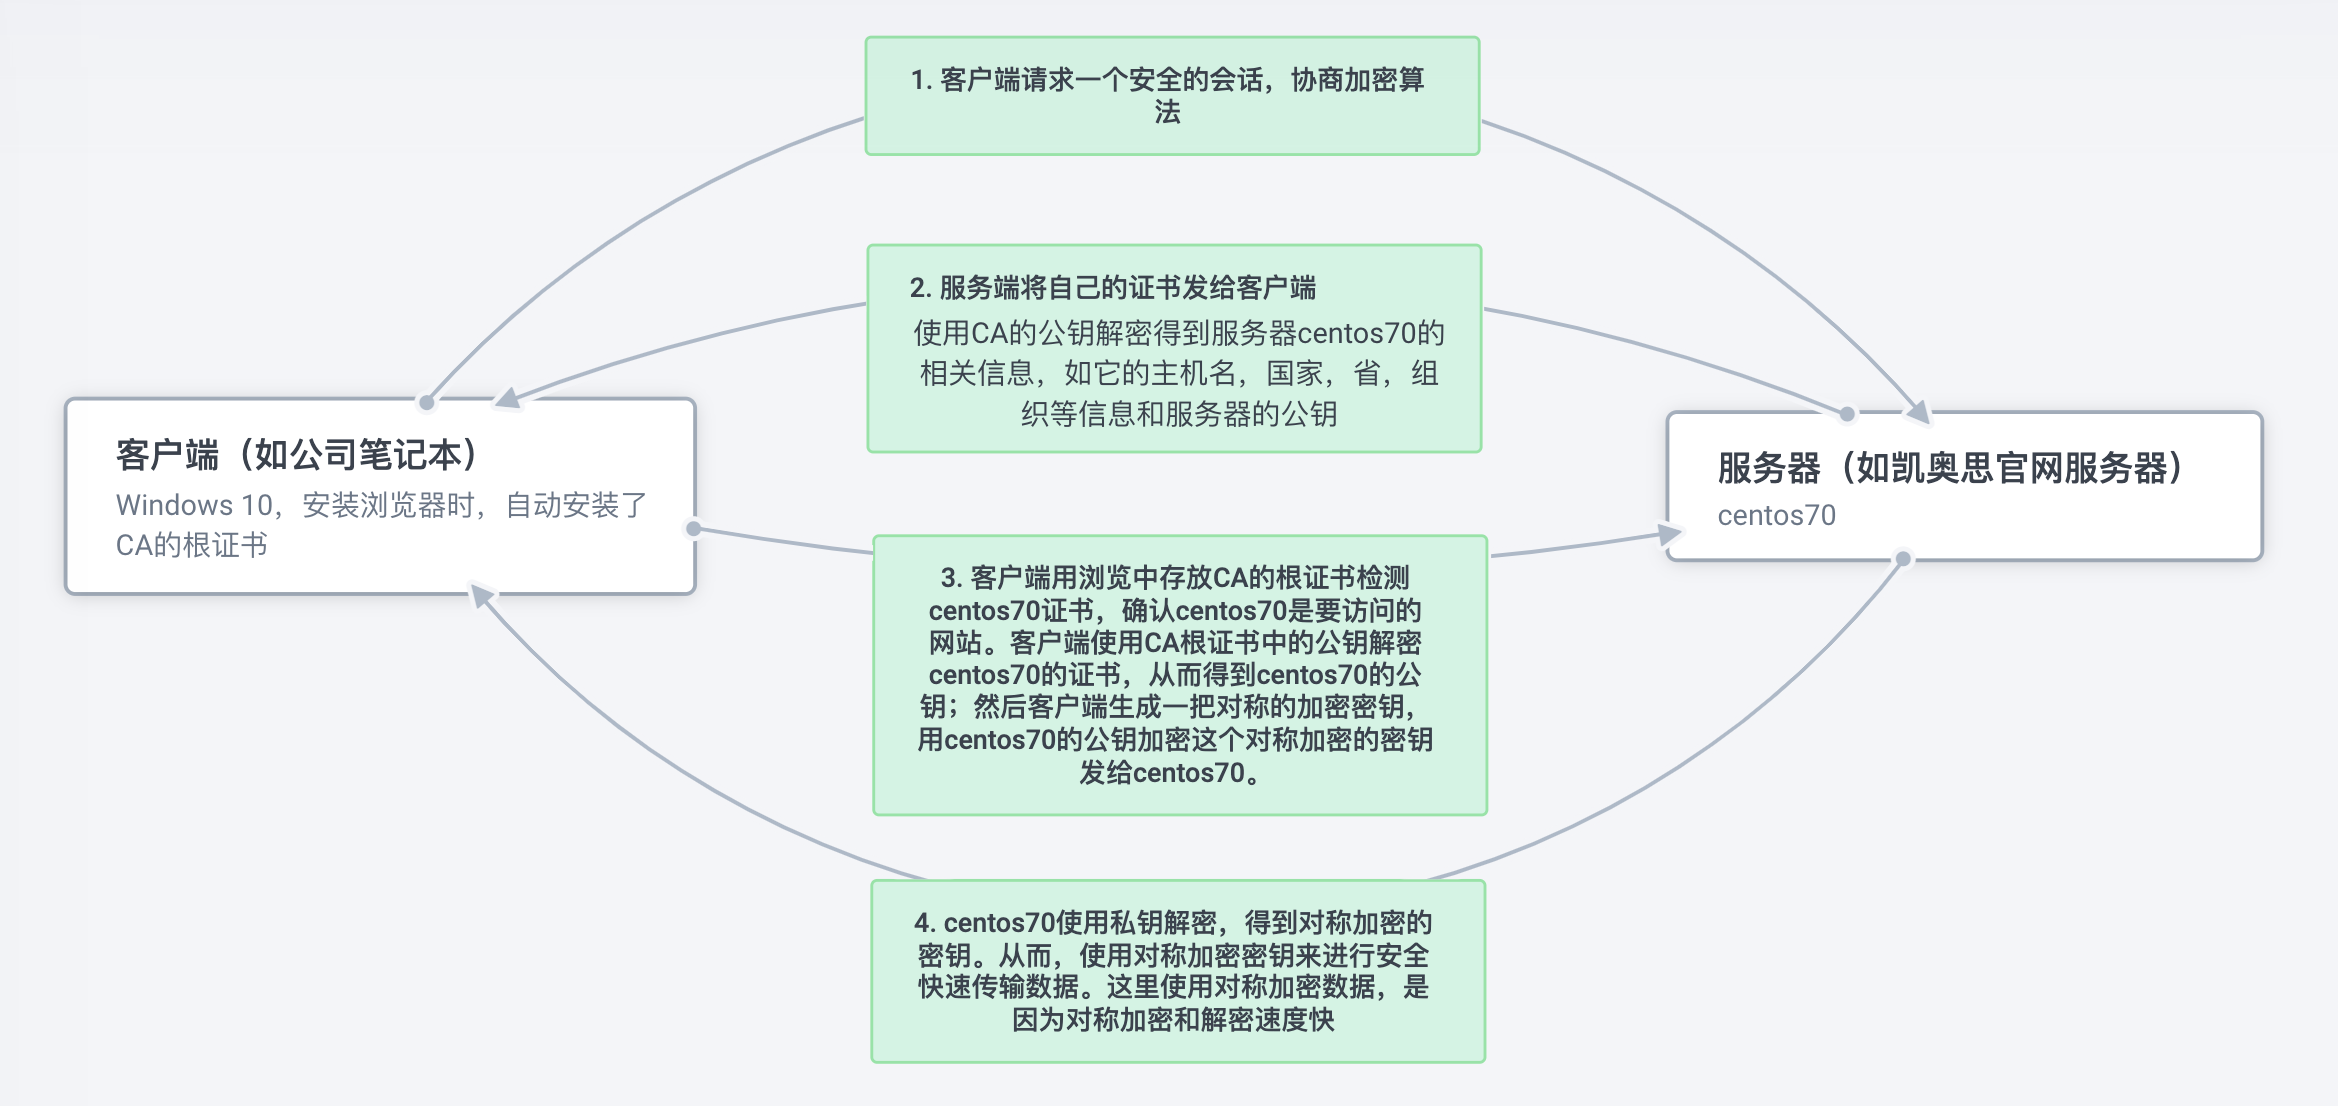 1. 客户端请求一个安全的会话，协商加密算
法
2. 服务端将自己的证书发给客户端
使用CA的公钥解密得到服务器centos70的
相关信息，如它的主机名，国家，省，组
织等信息和服务器的公钥
客户端（如公司笔记本）
Windows 10，安装浏览器时，自动安装了
CA的根证书
服务器（如凯奥思官网服务器）
centos70
3. 客户端用浏览中存放CA的根证书检测
centos70证书，确认centos70是要访问的
网站。客户端使用CA根证书中的公钥解密
centos70的证书，从而得到centos70的公
钥；然后客户端生成一把对称的加密密钥，
用centos70的公钥加密这个对称加密的密钥
发给centos70。
4. centos70使用私钥解密，得到对称加密的
密钥。从而，使用对称加密密钥来进行安全
快速传输数据。这里使用对称加密数据，是
因为对称加密和解密速度快